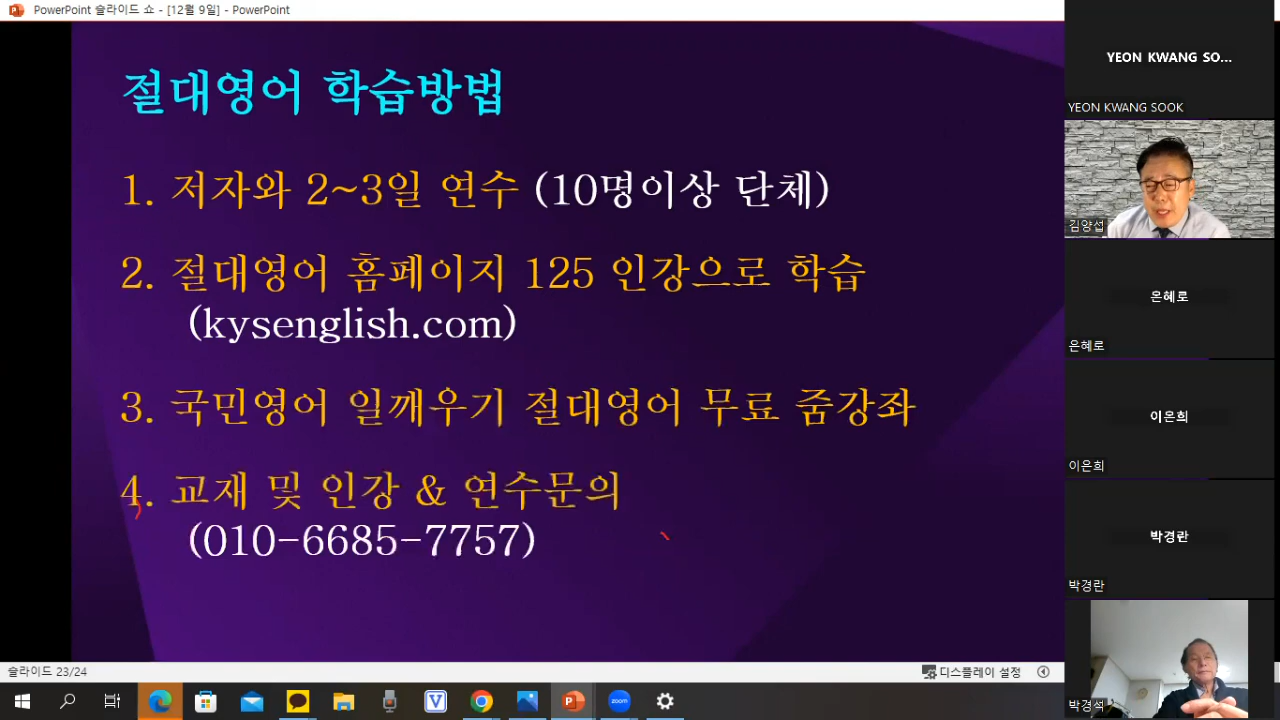 PowerPoint 슬라이드 쇼 - [12월 9일] - PowerPoint
절대영어 학습방법
1. 저자와 2~3일 연수 (10명이상 단체)
2. 절대영어 홈페이지 125 인강으로 학습
(kysenglish.com)
3. 국민영어 일깨우기 절대영어 무료 줌강좌
4. 교재 및 인강 & 연수문의
(010-6685-7757)
슬라이드 23/24
디스플레이 설정
YEON KWANG SO...
YEON KWANG SOOK
김양섭
은혜로
은혜로
이은희
이은희
박경란
박경란
박경석
V
zoom